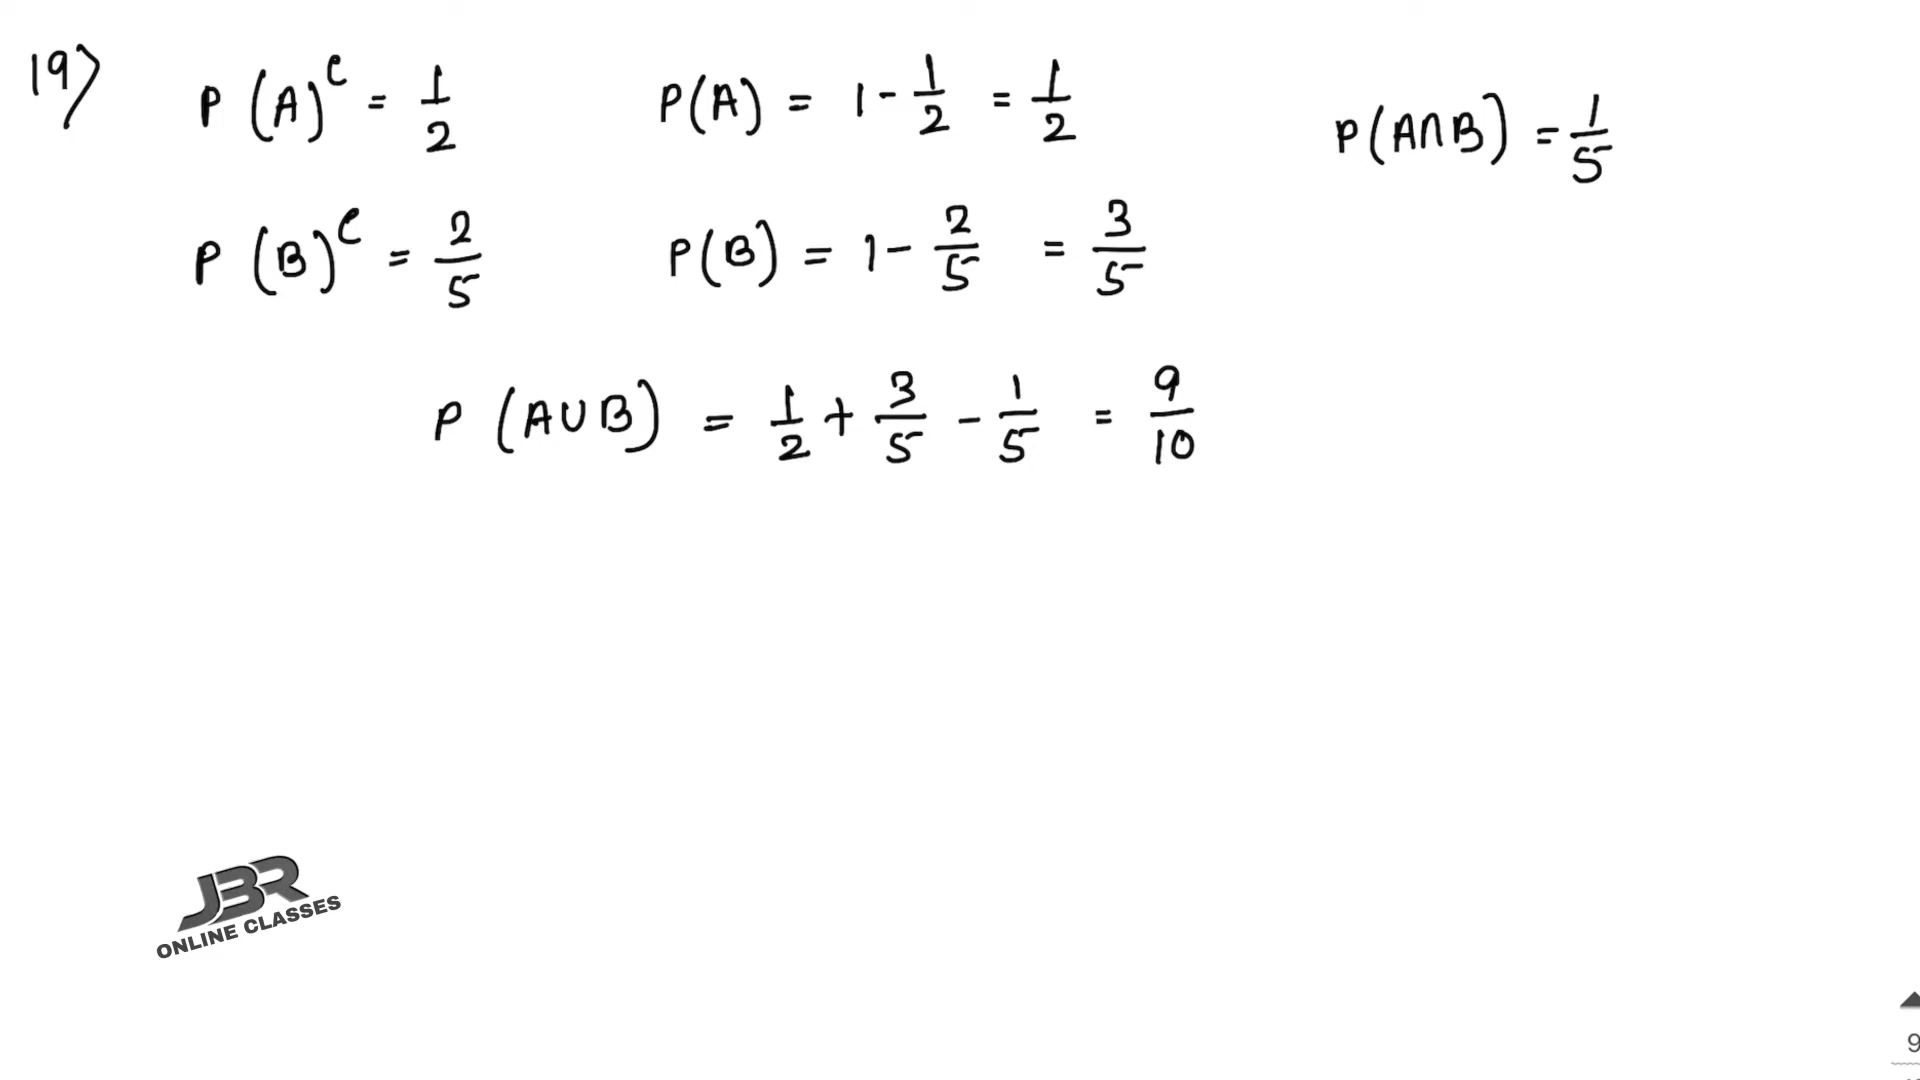 19) P(A)^c = 1/2 P(A) = 1 - 1/2 = 1/2 P(A∩B) = 1/5
P(B)^c = 2/5 P(B) = 1 - 2/5 = 3/5
P(A∪B) = 1/2 + 3/5 - 1/5 = 9/10
JBR
ONLINE CLASSES
9